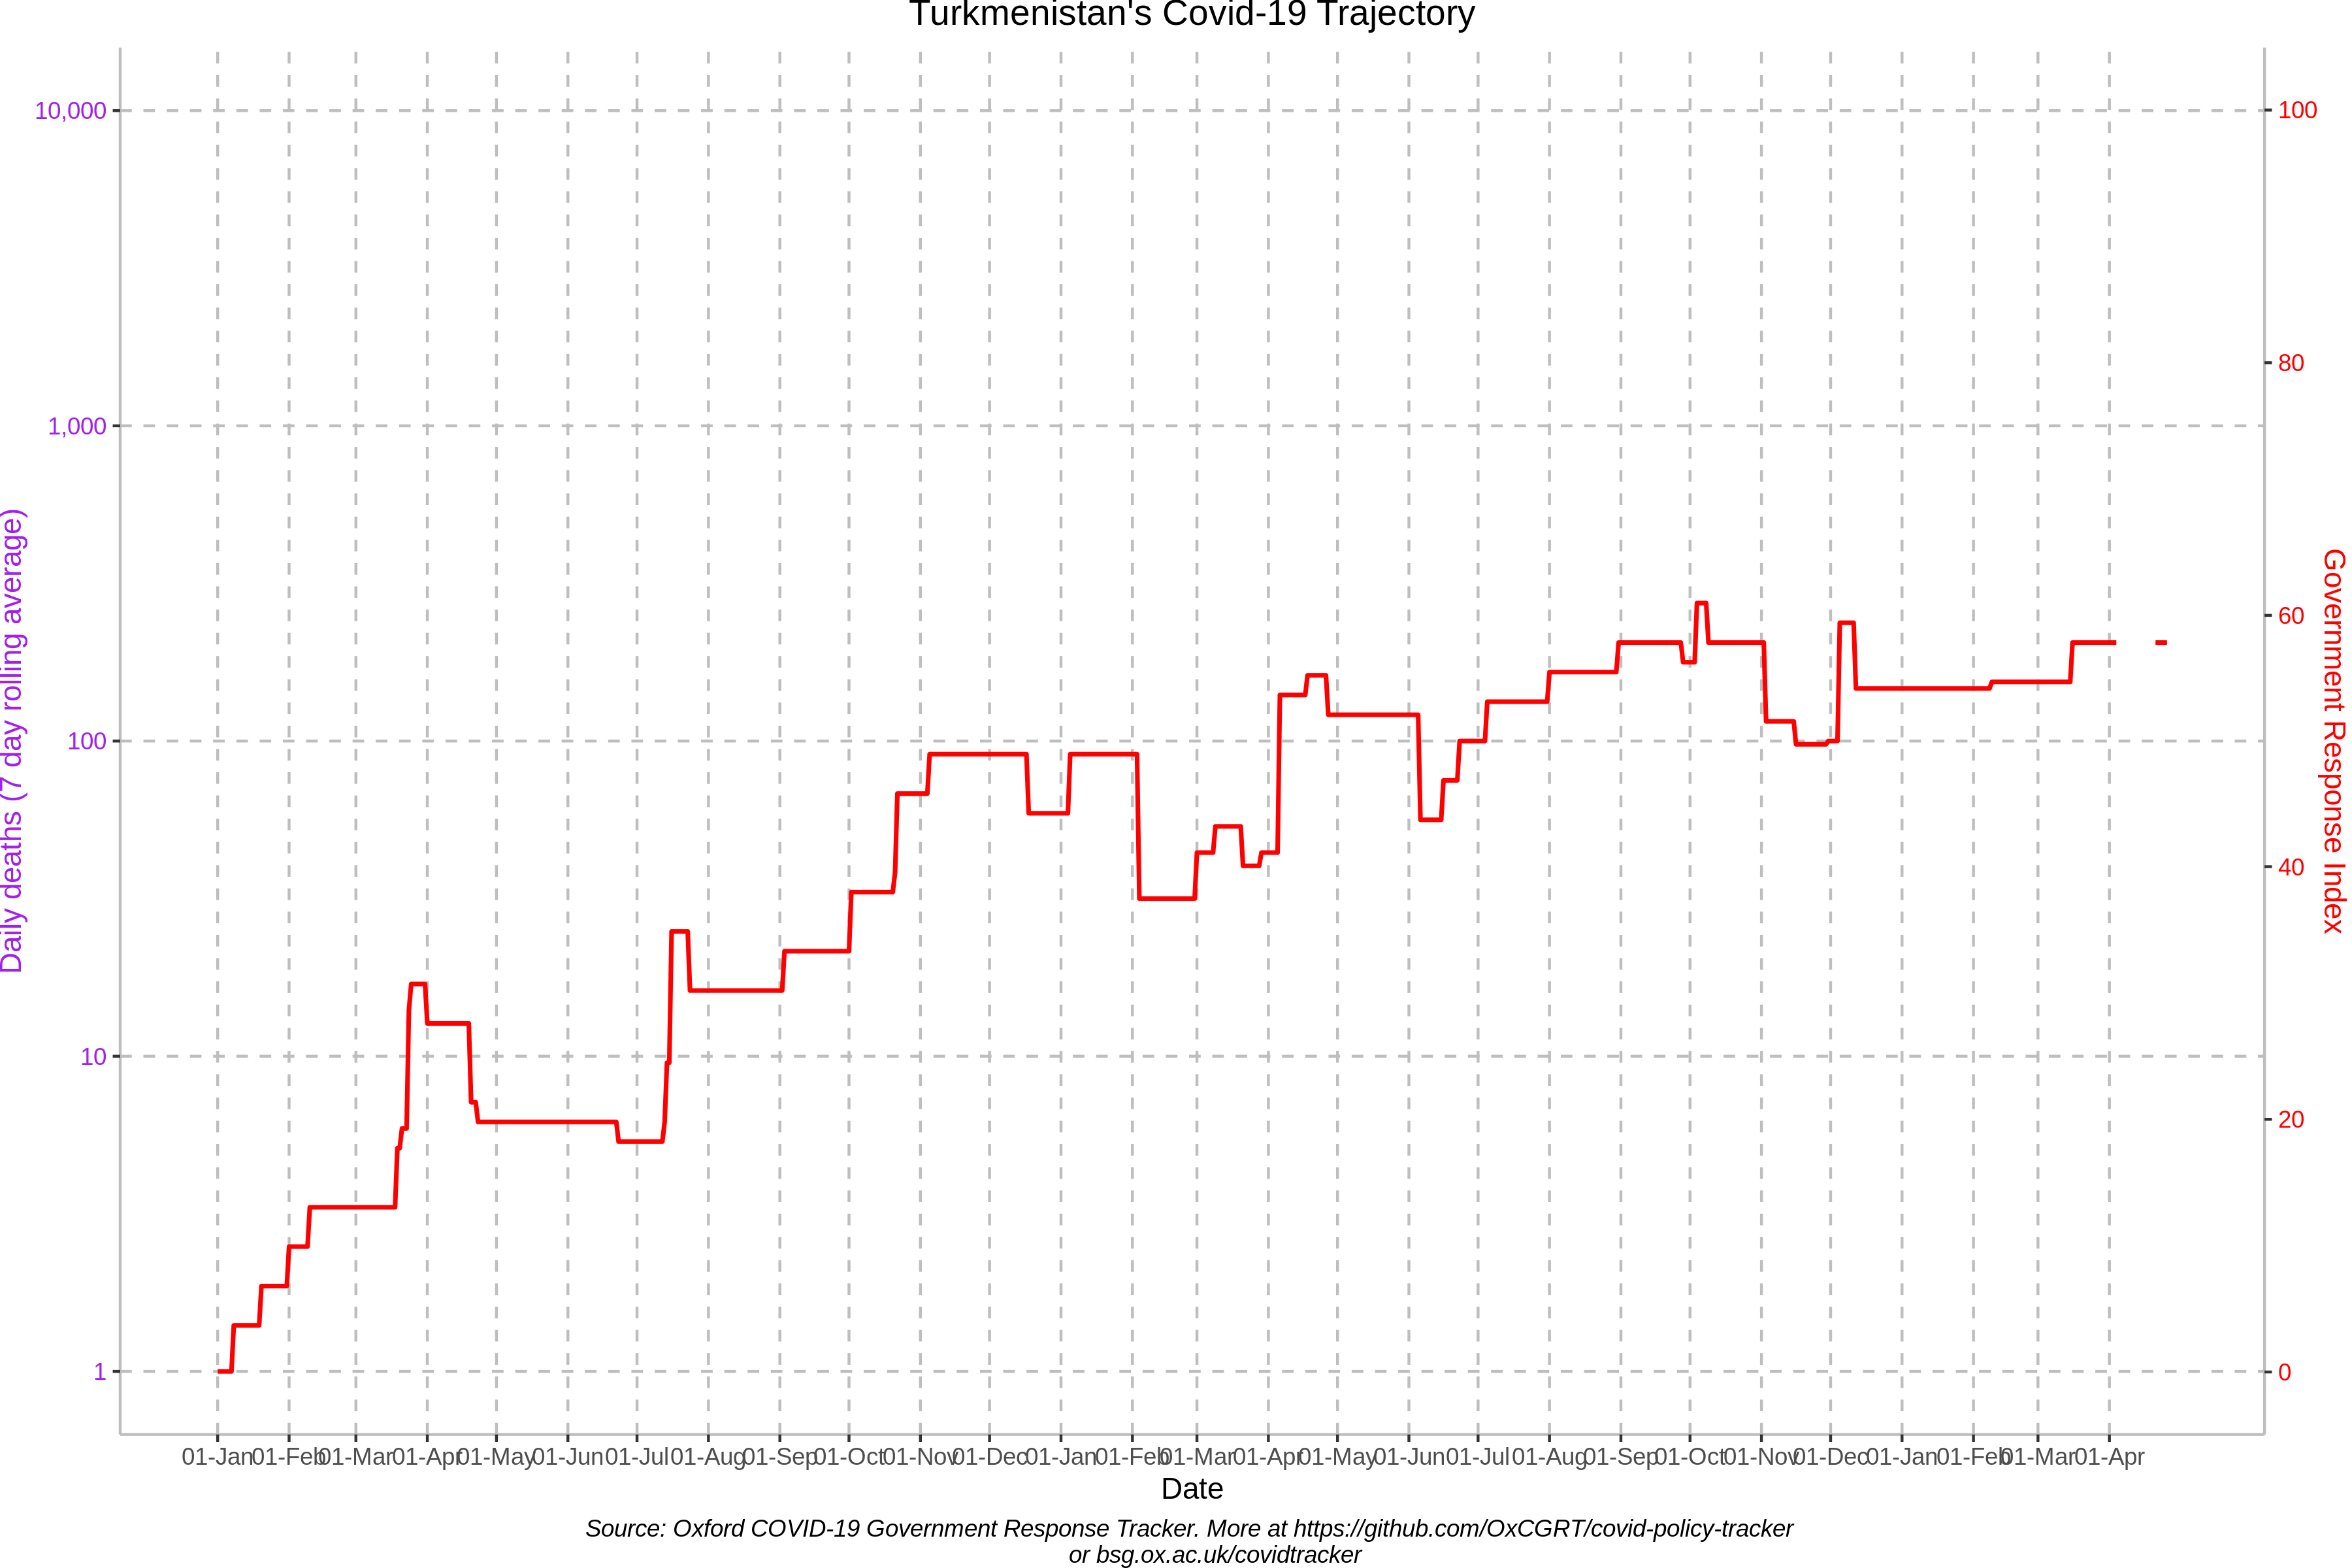 Turkmenistan's Covid-19 Trajectory
10,000
1,000
100
10
1
Daily deaths (7 day rolling average)
100
80
60
40
20
0
Government Response Index
01-Jan 01-Feb 01-Mar 01-Apr 01-May 01-Jun 01-Jul 01-Aug 01-Sep 01-Oct 01-Nov 01-Dec 01-Jan 01-Feb 01-Mar 01-Apr 01-May 01-Jun 01-Jul 01-Aug 01-Sep 01-Oct 01-Nov 01-Dec 01-Jan 01-Feb 01-Mar 01-Apr
Date
Source: Oxford COVID-19 Government Response Tracker. More at https://github.com/OxCGRT/covid-policy-tracker
or bsg.ox.ac.uk/covidtracker